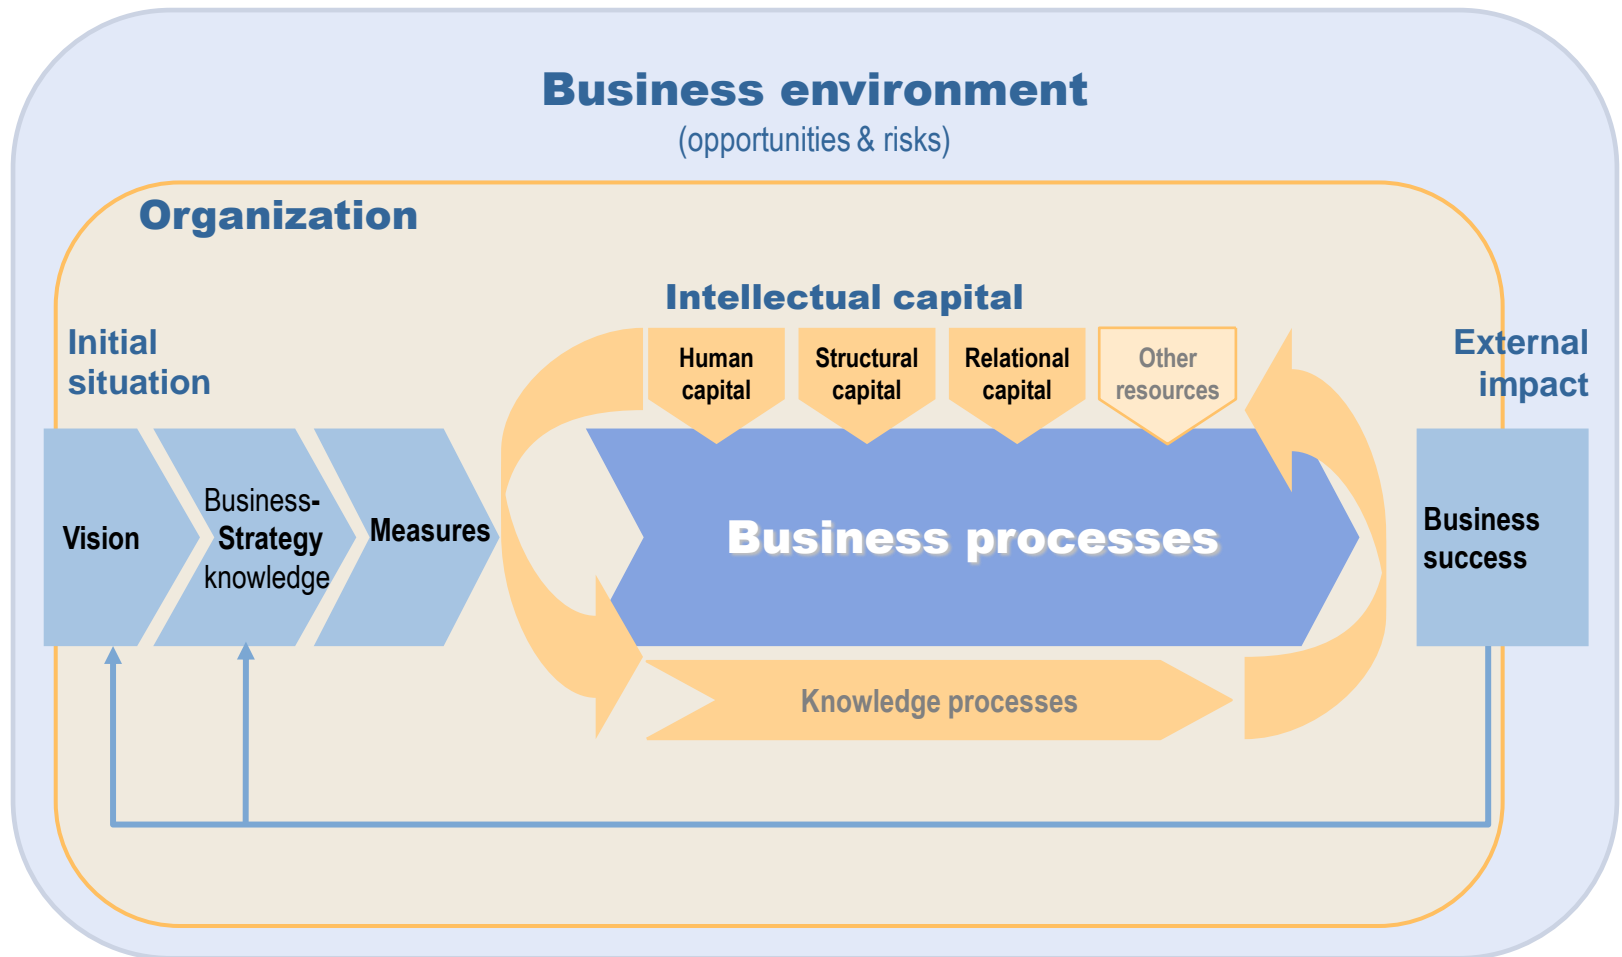 Business environment
(opportunities & risks)
Organization
Intellectual capital
Initial
situation
External
impact
Human
capital
Structural
capital
Relational
capital
Other
resources
Vision
Business-
Strategy
knowledge
Measures
Business processes
Business
success
Knowledge processes